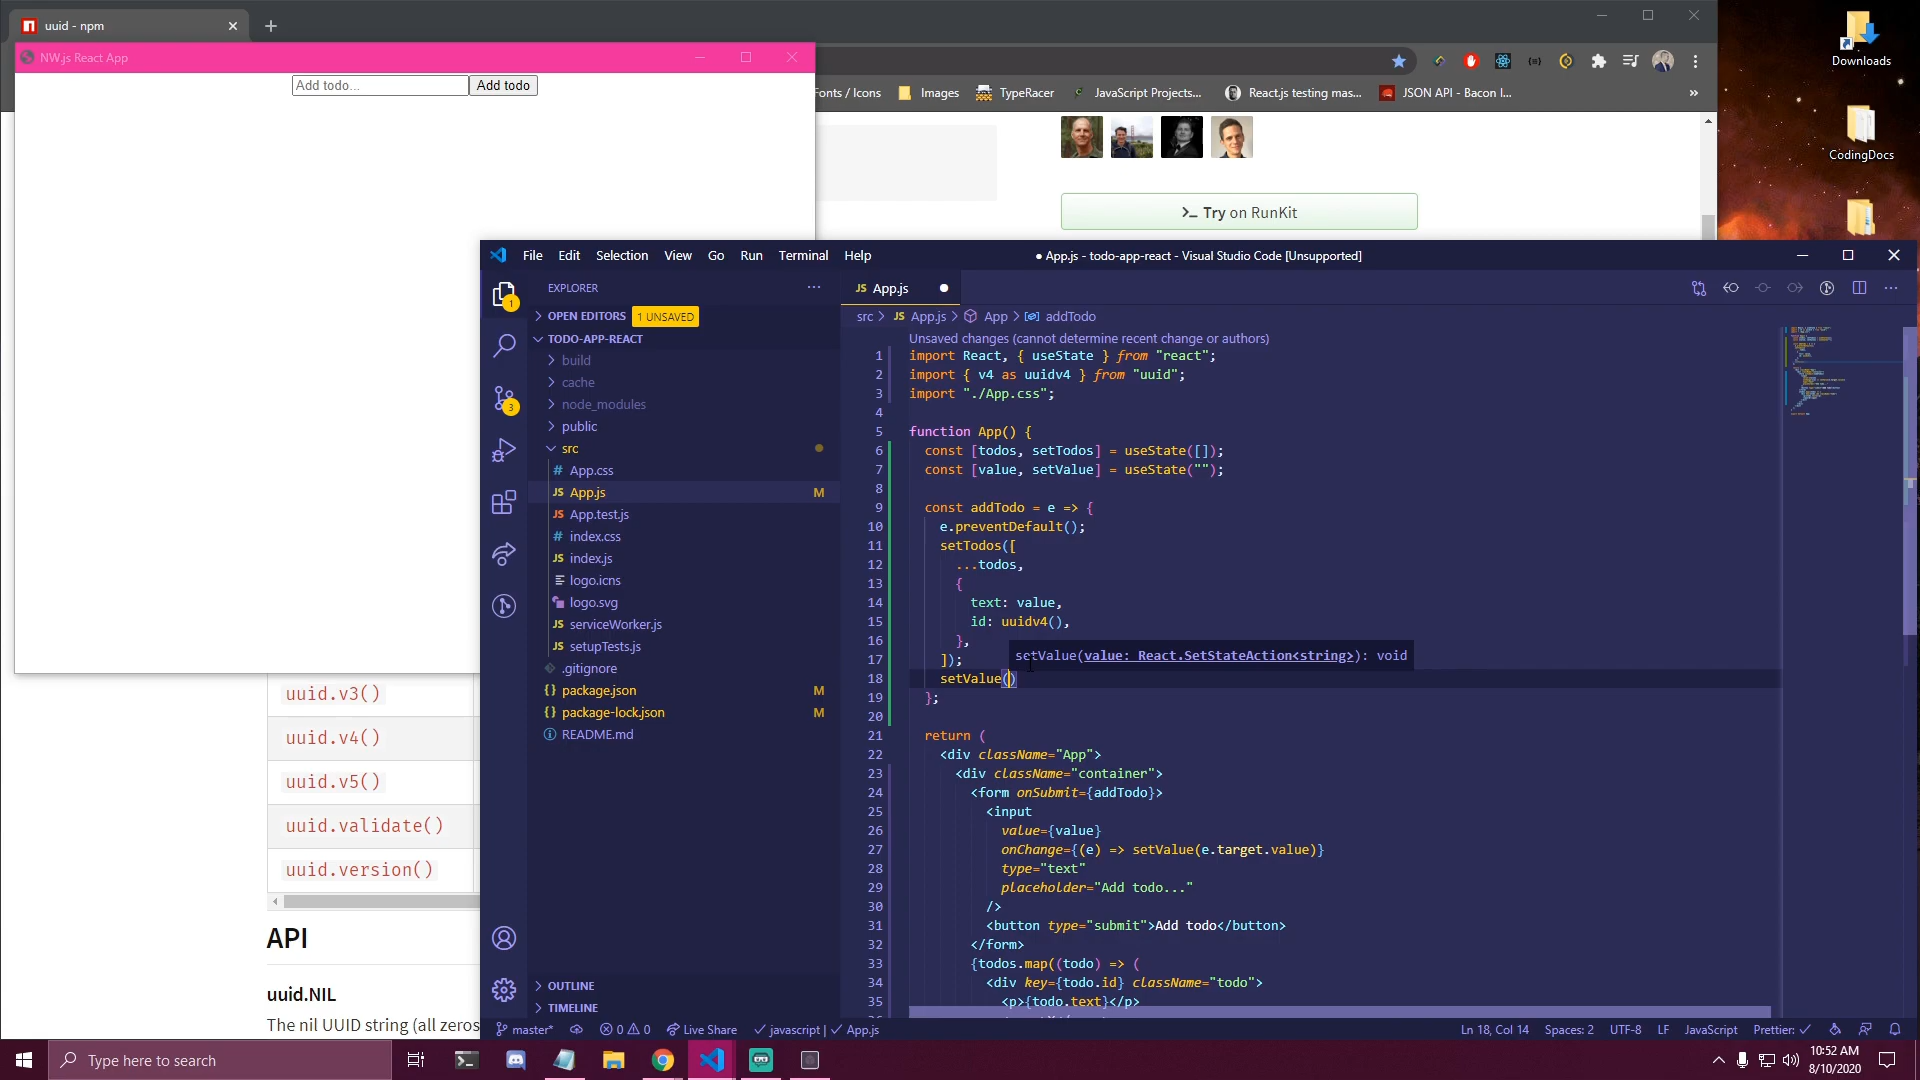 uuid - npm
NW.js React App
Add todo... Add todo
Fonts / Icons Images TypeRacer JavaScript Projects... React.js testing mas... JSON API - Bacon I... »
Try on RunKit
Downloads
CodingDocs
File Edit Selection View Go Run Terminal Help
● App.js - todo-app-react - Visual Studio Code [Unsupported]
EXPLORER
OPEN EDITORS 1 UNSAVED
TODO-APP-REACT
build
cache
node_modules
public
src
App.css
App.js M
App.test.js
index.css
index.js
logo.icns
logo.svg
serviceWorker.js
setupTests.js
.gitignore
package.json M
package-lock.json M
README.md
OUTLINE
TIMELINE
1
3
JS App.js
src > JS App.js > App > addTodo
Unsaved changes (cannot determine recent change or authors)
1 import React, { useState } from "react";
2 import { v4 as uuidv4 } from "uuid";
3 import "./App.css";
4
5 function App() {
6 const [todos, setTodos] = useState([]);
7 const [value, setValue] = useState("");
8
9 const addTodo = e => {
10 e.preventDefault();
11 setTodos([
12 ...todos,
13 {
14 text: value,
15 id: uuidv4(),
16 },
17 ]);
setValue(value: React.SetStateAction<string>): void
18 setValue()
19 };
20
21 return (
22 <div className="App">
23 <div className="container">
24 <form onSubmit={addTodo}>
25 <input
26 value={value}
27 onChange={(e) => setValue(e.target.value)}
28 type="text"
29 placeholder="Add todo..."
30 />
31 <button type="submit">Add todo</button>
32 </form>
33 {todos.map((todo) => (
34 <div key={todo.id} className="todo">
35 <p>{todo.text}</p>
uuid.v3()
uuid.v4()
uuid.v5()
uuid.validate()
uuid.version()
API
uuid.NIL
The nil UUID string (all zeros
master* 0 0 Live Share javascript | App.js
Ln 18, Col 14 Spaces: 2 UTF-8 LF JavaScript Prettier: ✓
Type here to search
10:52 AM
8/10/2020